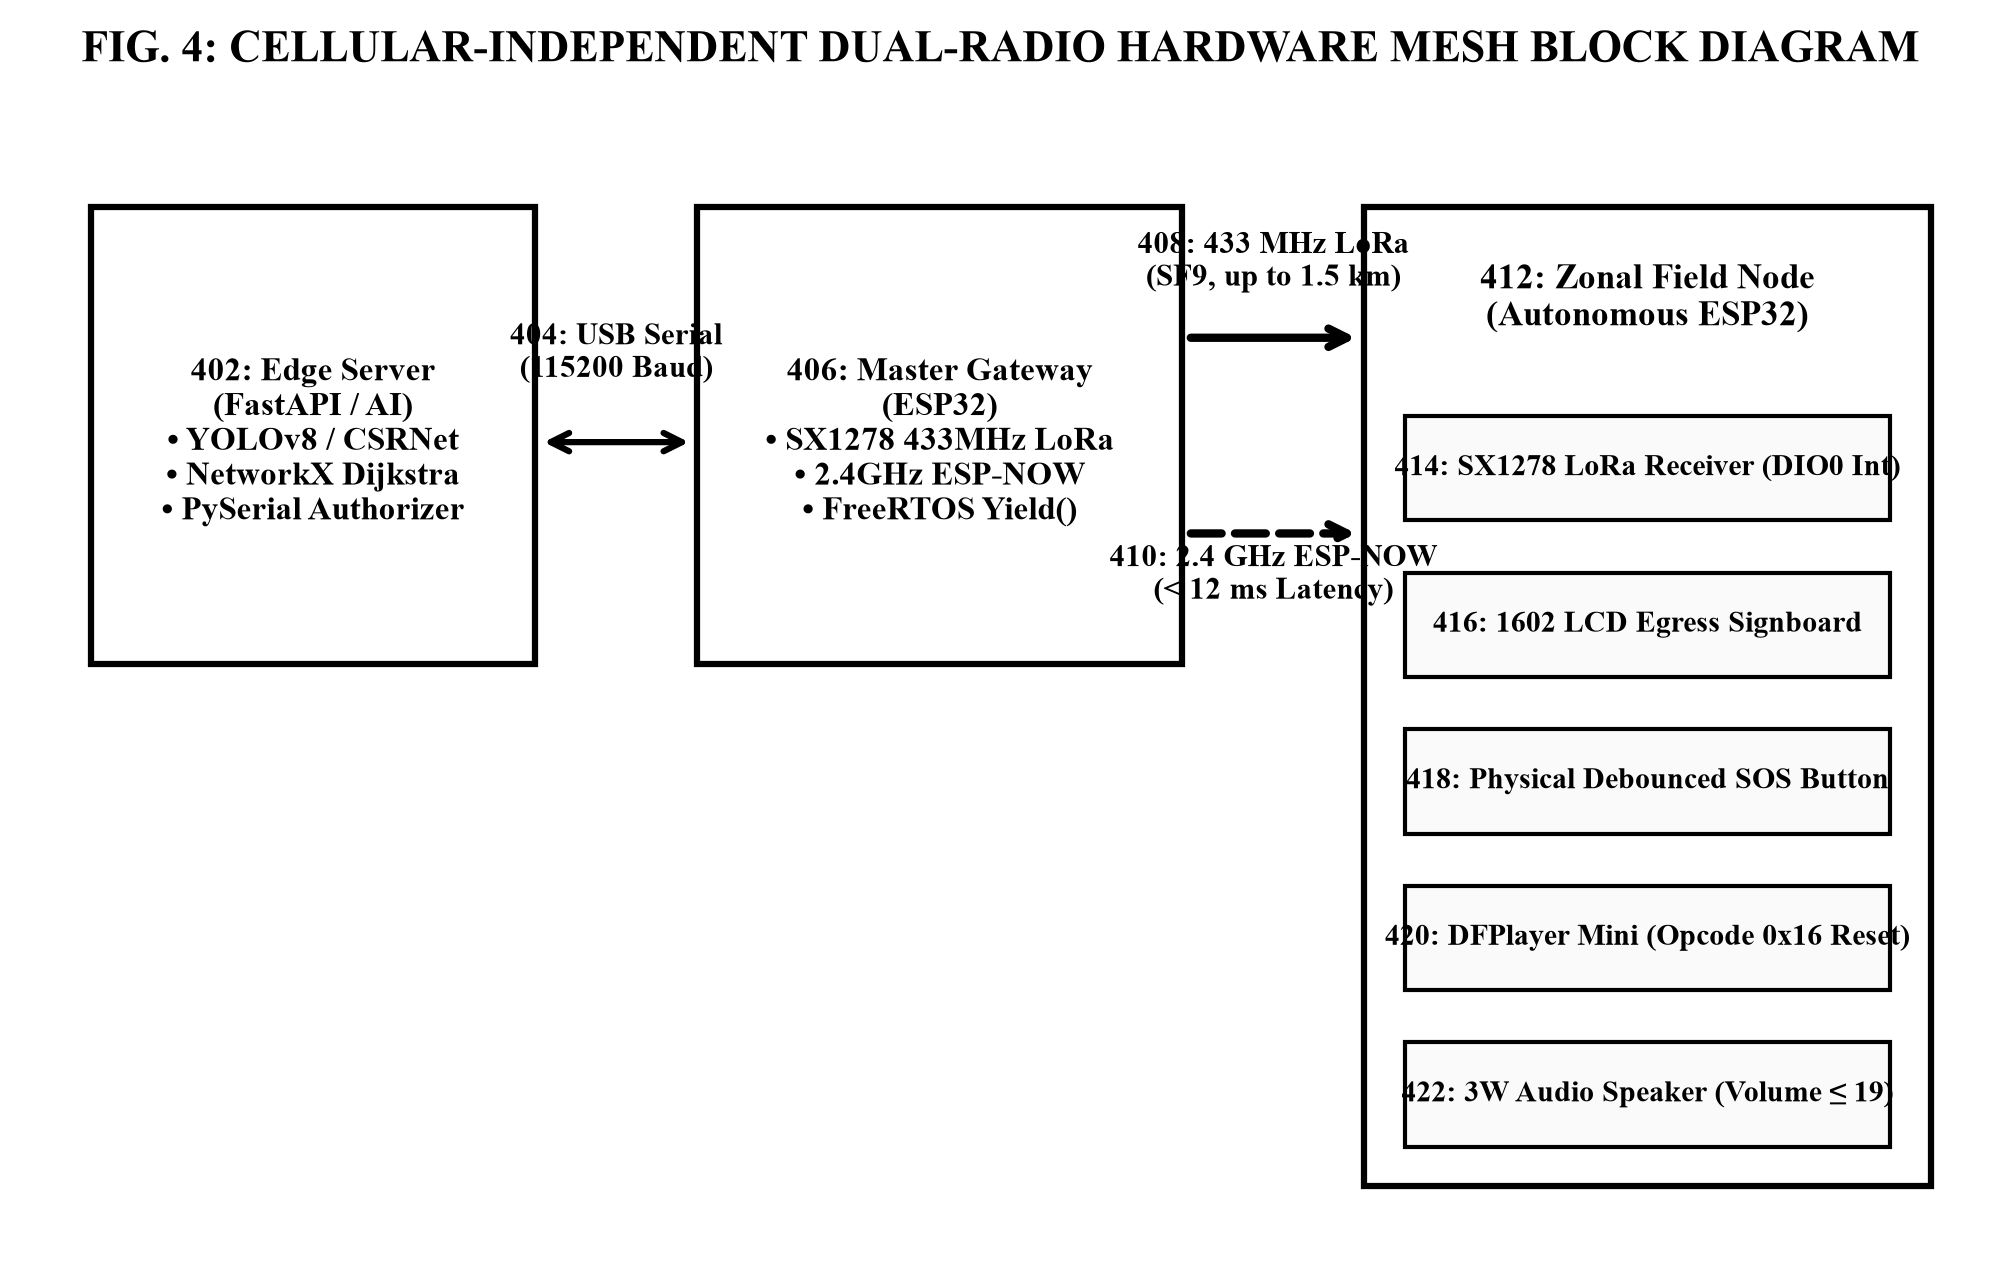 FIG. 4: CELLULAR-INDEPENDENT DUAL-RADIO HARDWARE MESH BLOCK DIAGRAM
402: Edge Server
(FastAPI / AI)
• YOLOv8 / CSRNet
• NetworkX Dijkstra
• PySerial Authorizer
404: USB Serial
(115200 Baud)
406: Master Gateway
(ESP32)
• SX1278 433MHz LoRa
• 2.4GHz ESP-NOW
• FreeRTOS Yield()
408: 433 MHz LoRa
(SF9, up to 1.5 km)
410: 2.4 GHz ESP-NOW
(< 12 ms Latency)
412: Zonal Field Node
(Autonomous ESP32)
414: SX1278 LoRa Receiver (DIO0 Int)
416: 1602 LCD Egress Signboard
418: Physical Debounced SOS Button
420: DFPlayer Mini (Opcode 0x16 Reset)
422: 3W Audio Speaker (Volume ≤ 19)